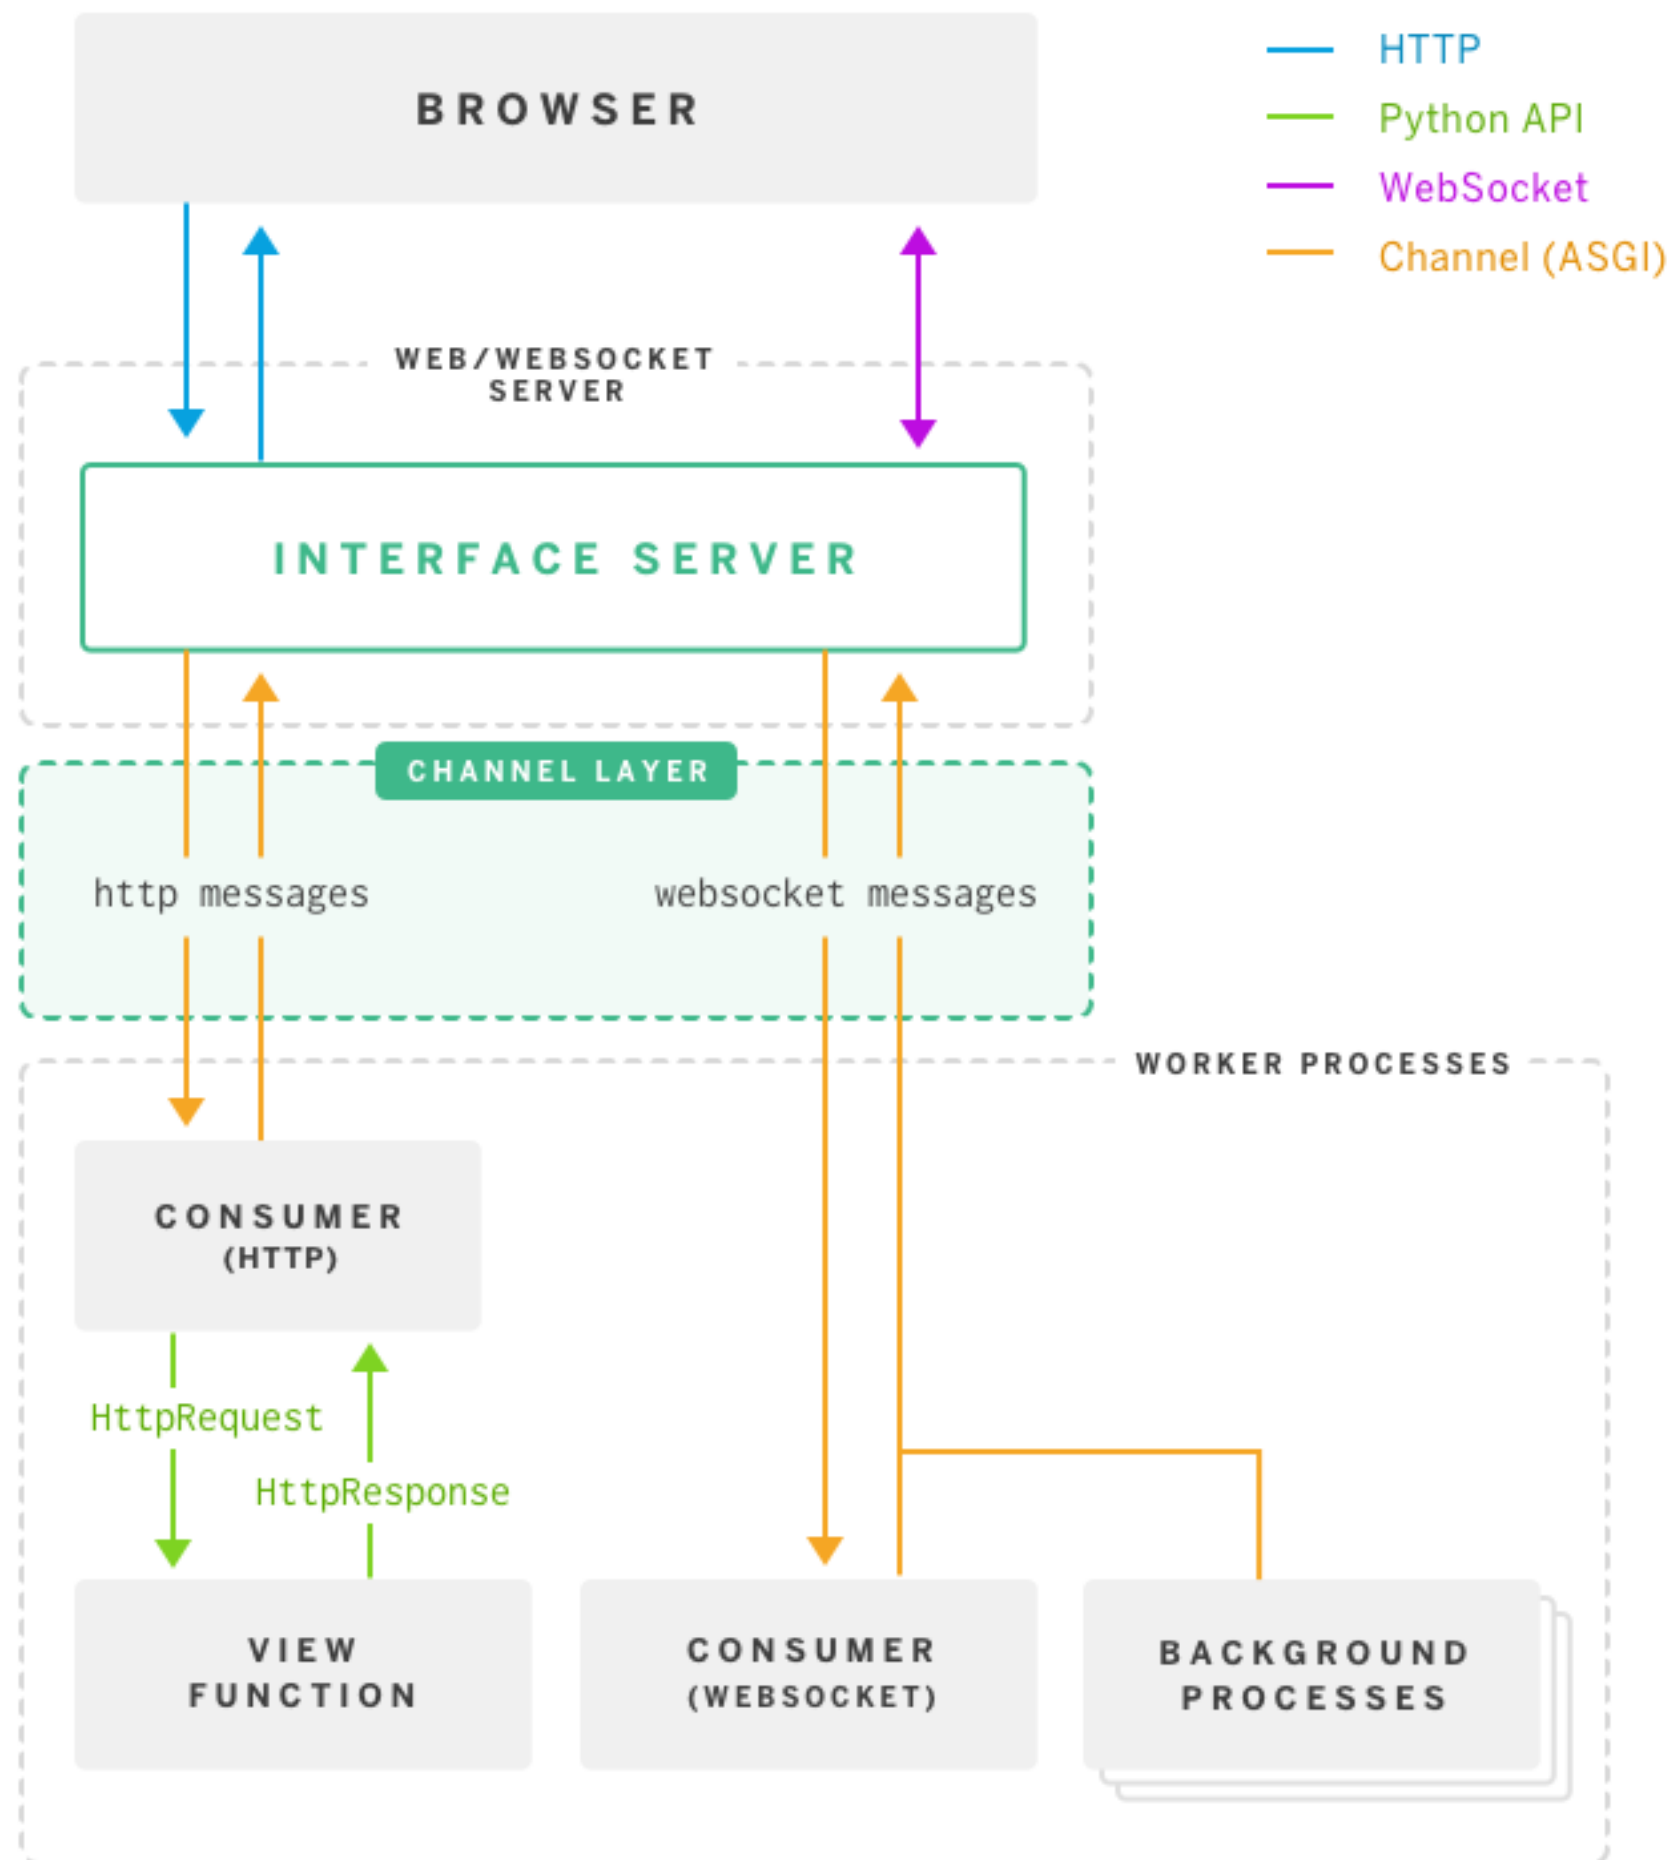 BROWSER
HTTP
Python API
WebSocket
Channel (ASGI)
WEB/WEBSOCKET
SERVER
INTERFACE SERVER
CHANNEL LAYER
http messages
websocket messages
WORKER PROCESSES
CONSUMER
(HTTP)
HttpRequest
HttpResponse
VIEW
FUNCTION
CONSUMER
(WEBSOCKET)
BACKGROUND
PROCESSES